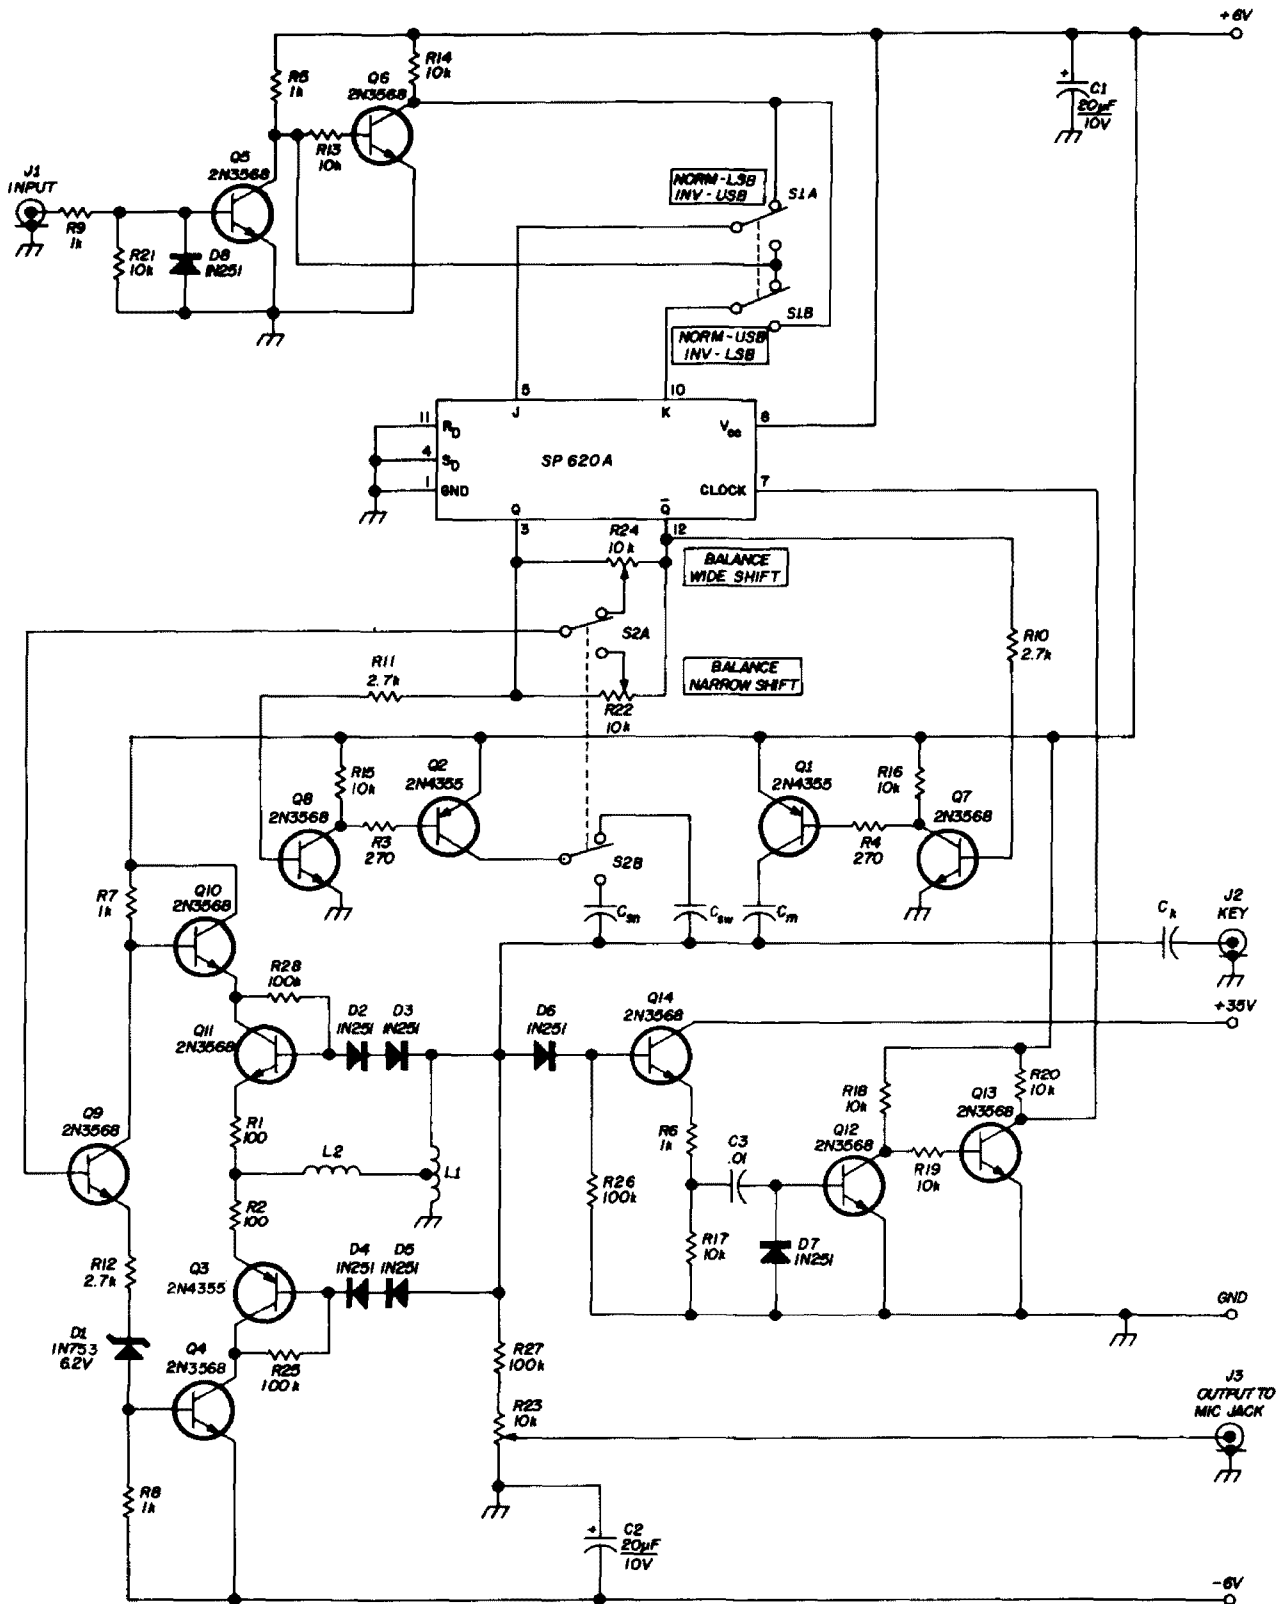 +6V
R5
1k
Q6
2N3568
R14
10k
+
C1
20µF
10V
J1
INPUT
R9
1k
R21
10k
D8
1N251
Q5
2N3568
R13
10k
NORM-LSB
INV-USB
S1A
S1B
NORM-USB
INV-LSB
5
10
J
K
11
RD
4
SD
1
GND
SP 620A
Vcc
8
CLOCK
7
Q
Q̅
3
12
R24
10k
BALANCE
WIDE SHIFT
S2A
R11
2.7k
R22
10k
BALANCE
NARROW SHIFT
R10
2.7k
R15
10k
Q8
2N3568
R3
270
Q2
2N4355
Q1
2N4355
R16
10k
R4
270
Q7
2N3568
S2B
Csn
Csw
Cm
Ck
J2
KEY
R7
1k
Q10
2N3568
R28
100k
Q11
2N3568
D2
1N251
D3
1N251
D6
1N251
Q14
2N3568
+35V
R1
100
L2
L1
R2
100
Q9
2N3568
R12
2.7k
Q3
2N4355
D4
1N251
D5
1N251
R26
100k
R6
1k
C3
.01
R17
10k
D7
1N251
R18
10k
Q12
2N3568
R19
10k
Q13
2N3568
R20
10k
GND
D1
1N753
6.2V
Q4
2N3568
R25
100k
R27
100k
R23
10k
J3
OUTPUT TO
MIC JACK
R8
1k
+
C2
20µF
10V
-6V